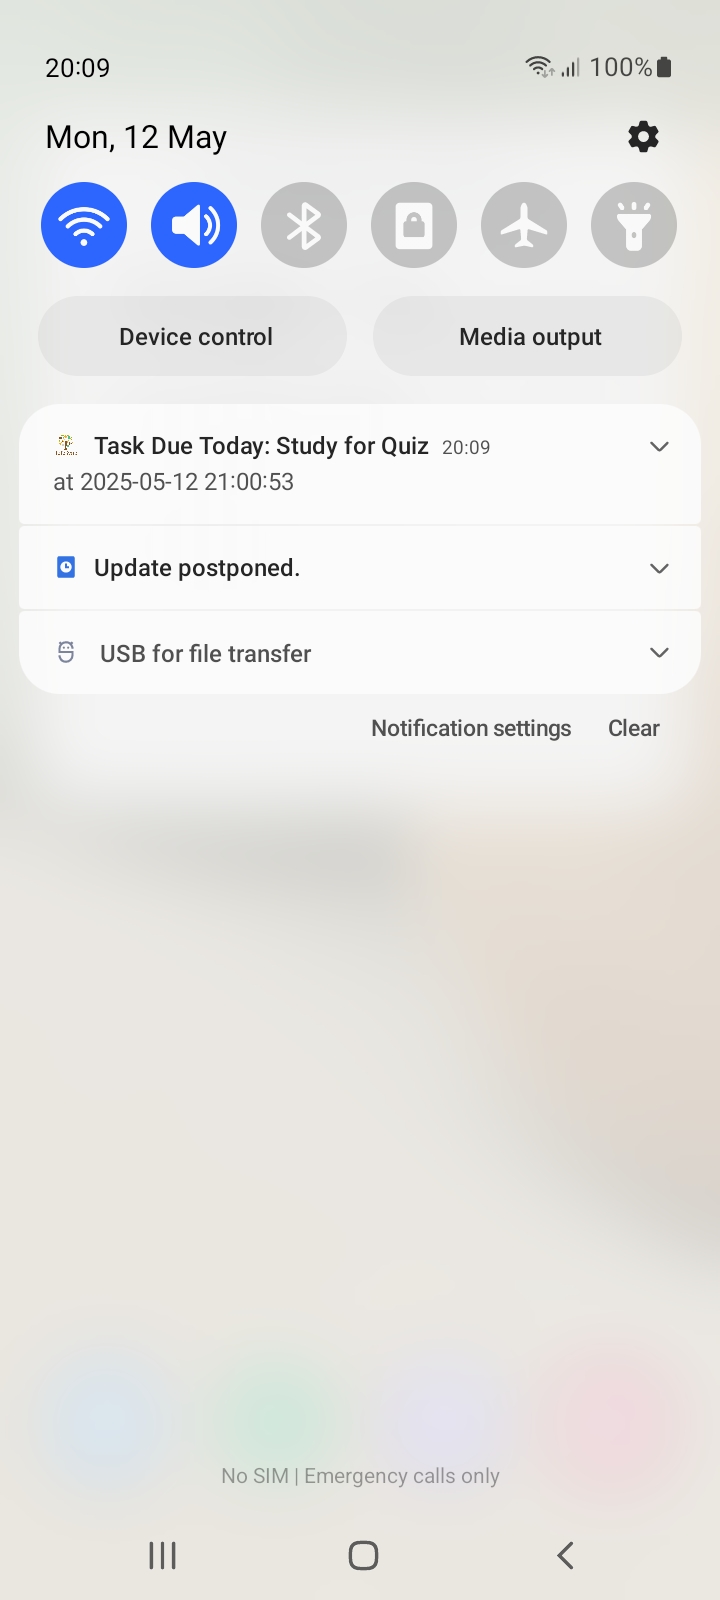 20:09
100%
Mon, 12 May
Device control
Media output
Task Due Today: Study for Quiz 20:09
at 2025-05-12 21:00:53
Update postponed.
USB for file transfer
Notification settings
Clear
No SIM | Emergency calls only